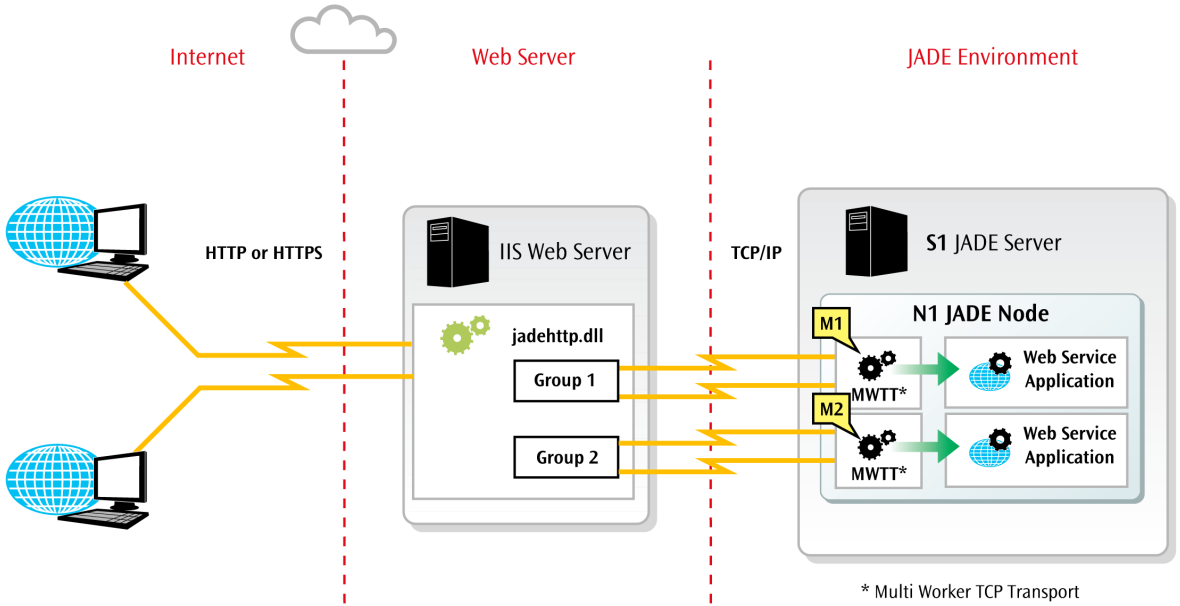 Internet
Web Server
JADE Environment
HTTP or HTTPS
IIS Web Server
jadehttp.dll
Group 1
Group 2
TCP/IP
S1 JADE Server
N1 JADE Node
M1
MWTT*
Web Service
Application
M2
MWTT*
Web Service
Application
* Multi Worker TCP Transport